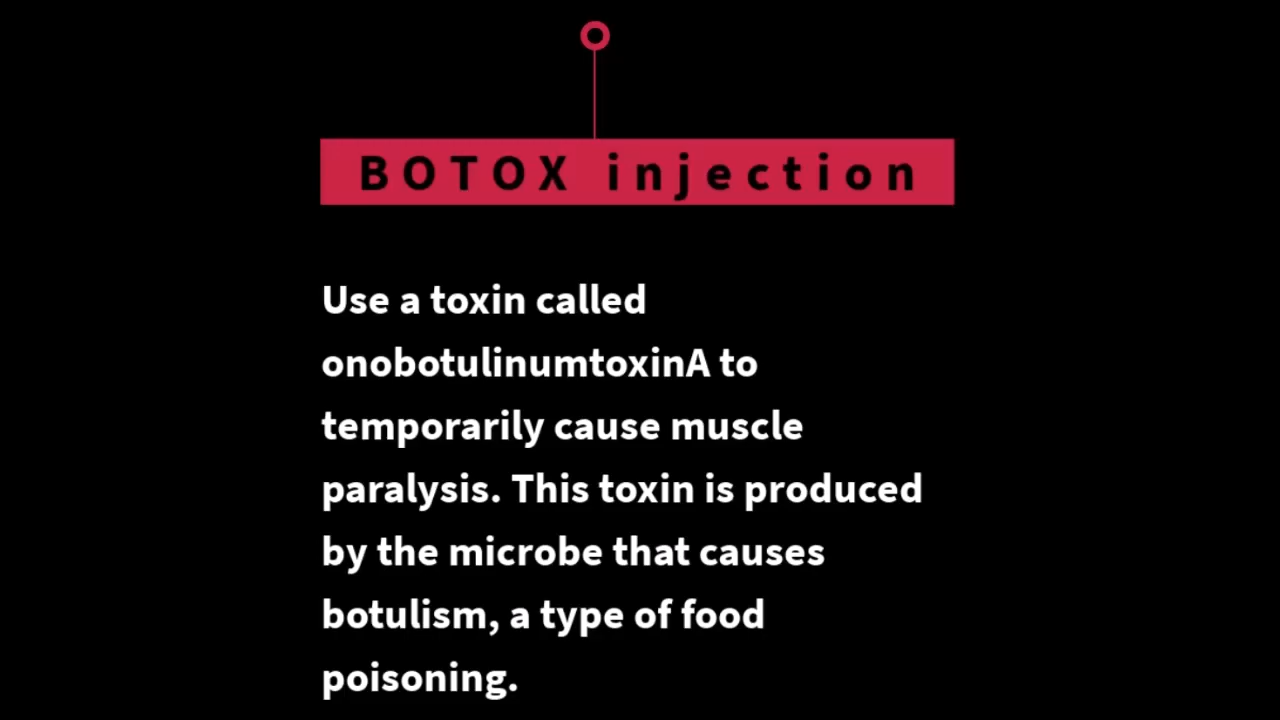 BOTOX injection
Use a toxin called
onobotulinumtoxinA to
temporarily cause muscle
paralysis. This toxin is produced
by the microbe that causes
botulism, a type of food
poisoning.